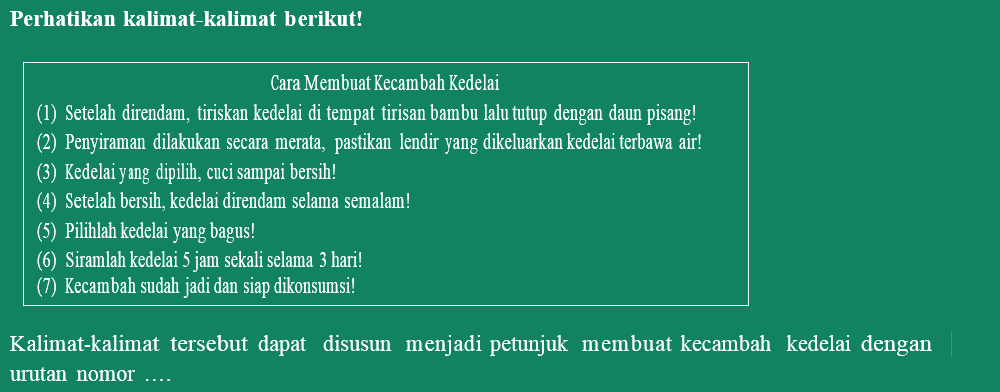 Perhatikan kalimat-kalimat berikut!
Cara Membuat Kecambah Kedelai
(1) Setelah direndam, tiriskan kedelai di tempat tirisan bambu lalu tutup dengan daun pisang!
(2) Penyiraman dilakukan secara merata, pastikan lendir yang dikeluarkan kedelai terbawa air!
(3) Kedelai yang dipilih, cuci sampai bersih!
(4) Setelah bersih, kedelai direndam selama semalam!
(5) Pilihlah kedelai yang bagus!
(6) Siramlah kedelai 5 jam sekali selama 3 hari!
(7) Kecambah sudah jadi dan siap dikonsumsi!
Kalimat-kalimat tersebut dapat disusun menjadi petunjuk membuat kecambah kedelai dengan
urutan nomor ….